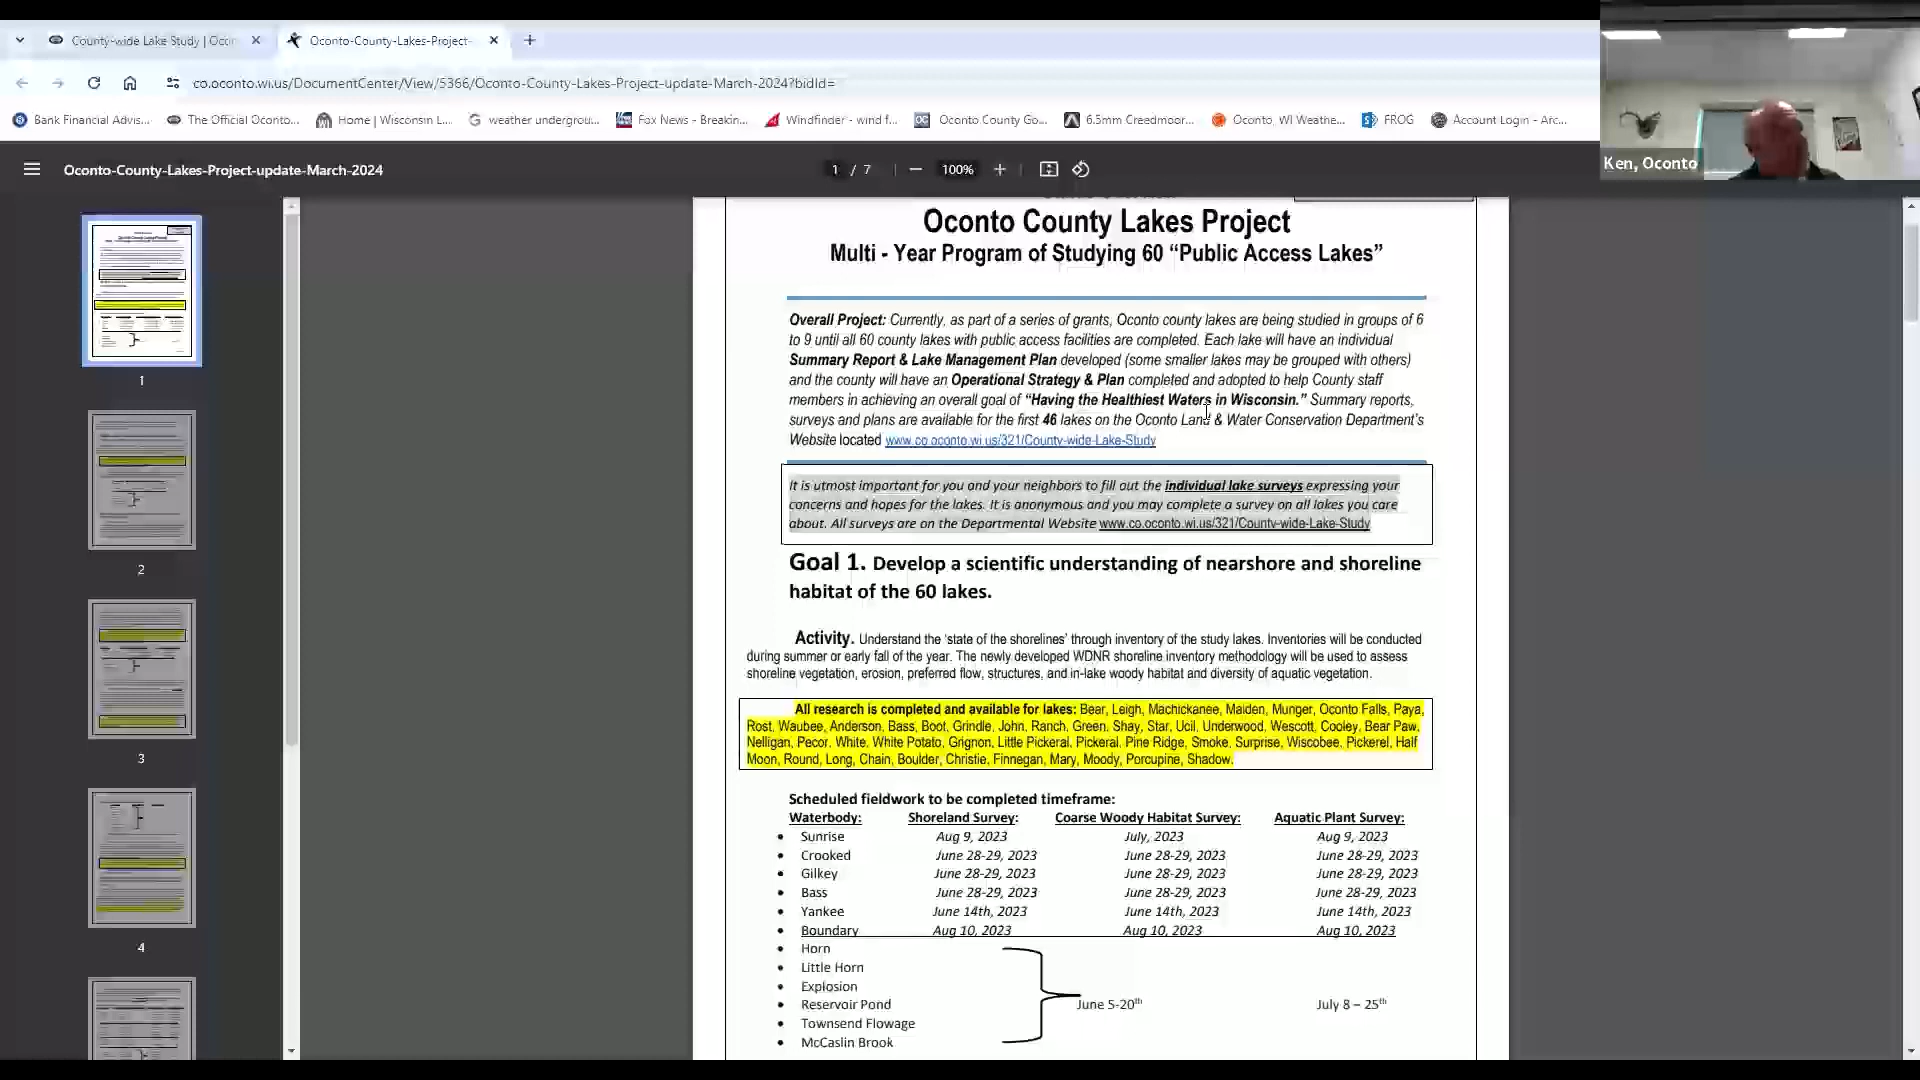 County-wide Lake Study | Ocon
Oconto-County-Lakes-Project-
co.oconto.wi.us/DocumentCenter/View/5366/Oconto-County-Lakes-Project-update-March-2024?bidId=
Bank Financial Advis... The Official Oconto... Home | Wisconsin L... weather undergrou... Fox News - Breakin... Windfinder - wind f... Oconto County Go... 6.5mm Creedmoor... Oconto, WI Weathe... FROG Account Login - Arc...
Ken, Oconto
Oconto-County-Lakes-Project-update-March-2024
1 / 7
100%
1
2
3
4
Oconto County Lakes Project
Multi - Year Program of Studying 60 “Public Access Lakes”
Overall Project: Currently, as part of a series of grants, Oconto county lakes are being studied in groups of 6
to 9 until all 60 county lakes with public access facilities are completed. Each lake will have an individual
Summary Report & Lake Management Plan developed (some smaller lakes may be grouped with others)
and the county will have an Operational Strategy & Plan completed and adopted to help County staff
members in achieving an overall goal of “Having the Healthiest Waters in Wisconsin.” Summary reports,
surveys and plans are available for the first 46 lakes on the Oconto Land & Water Conservation Department’s
Website located www.co.oconto.wi.us/321/County-wide-Lake-Study
It is utmost important for you and your neighbors to fill out the individual lake surveys expressing your
concerns and hopes for the lakes. It is anonymous and you may complete a survey on all lakes you care
about. All surveys are on the Departmental Website www.co.oconto.wi.us/321/County-wide-Lake-Study
Goal 1. Develop a scientific understanding of nearshore and shoreline
habitat of the 60 lakes.
Activity. Understand the ‘state of the shorelines’ through inventory of the study lakes. Inventories will be conducted
during summer or early fall of the year. The newly developed WDNR shoreline inventory methodology will be used to assess
shoreline vegetation, erosion, preferred flow, structures, and in-lake woody habitat and diversity of aquatic vegetation.
All research is completed and available for lakes: Bear, Leigh, Machickanee, Maiden, Munger, Oconto Falls, Paya,
Rost, Waubee, Anderson, Bass, Boot, Grindle, John, Ranch, Green, Shay, Star, Ucil, Underwood, Wescott, Cooley, Bear Paw,
Nelligan, Pecor, White, White Potato, Grignon, Little Pickeral, Pickeral, Pine Ridge, Smoke, Surprise, Wiscobee, Pickerel, Half
Moon, Round, Long, Chain, Boulder, Christie, Finnegan, Mary, Moody, Porcupine, Shadow.
Scheduled fieldwork to be completed timeframe:
Waterbody: Shoreland Survey: Coarse Woody Habitat Survey: Aquatic Plant Survey:
• Sunrise Aug 9, 2023 July, 2023 Aug 9, 2023
• Crooked June 28-29, 2023 June 28-29, 2023 June 28-29, 2023
• Gilkey June 28-29, 2023 June 28-29, 2023 June 28-29, 2023
• Bass June 28-29, 2023 June 28-29, 2023 June 28-29, 2023
• Yankee June 14th, 2023 June 14th, 2023 June 14th, 2023
• Boundary Aug 10, 2023 Aug 10, 2023 Aug 10, 2023
• Horn
• Little Horn
• Explosion
• Reservoir Pond June 5-20th July 8 – 25th
• Townsend Flowage
• McCaslin Brook